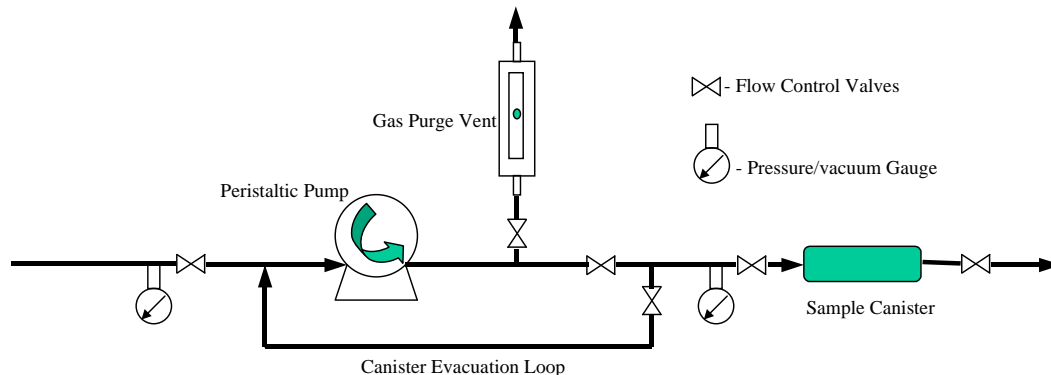 - Flow Control Valves
Gas Purge Vent
- Pressure/vacuum Gauge
Peristaltic Pump
Sample Canister
Canister Evacuation Loop